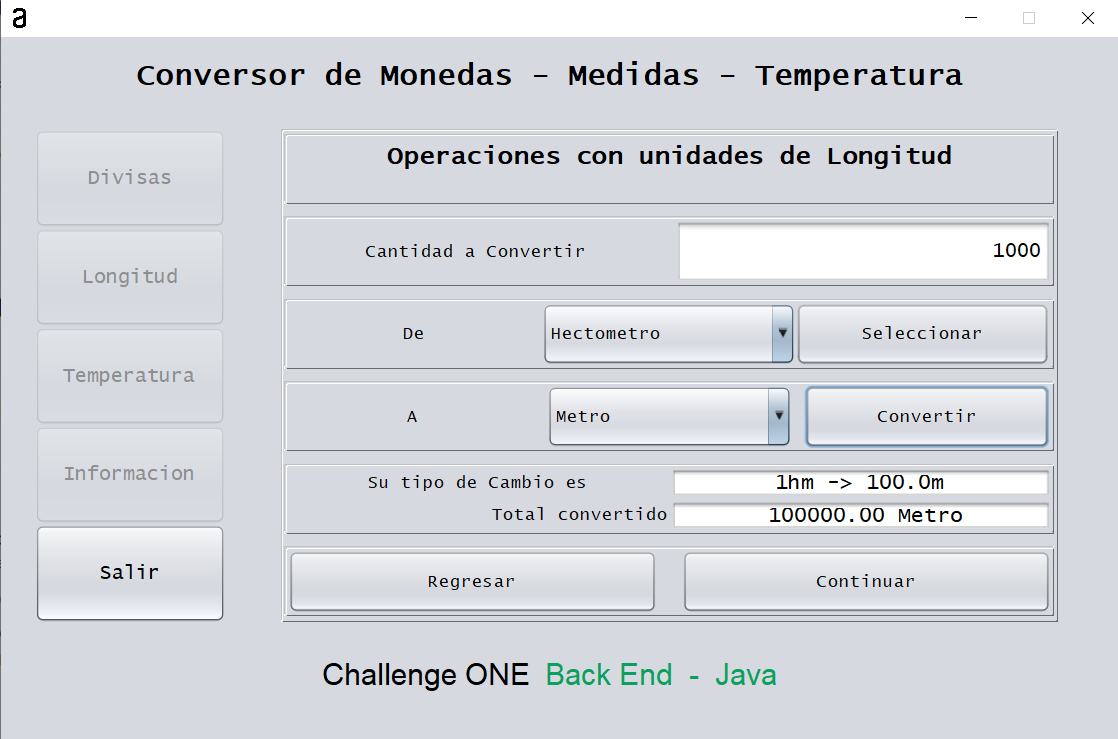 a
Conversor de Monedas - Medidas - Temperatura
Divisas
Longitud
Temperatura
Informacion
Salir
Operaciones con unidades de Longitud
Cantidad a Convertir 1000
De Hectometro Seleccionar
A Metro Convertir
Su tipo de Cambio es 1hm -> 100.0m
Total convertido 100000.00 Metro
Regresar Continuar
Challenge ONE Back End - Java